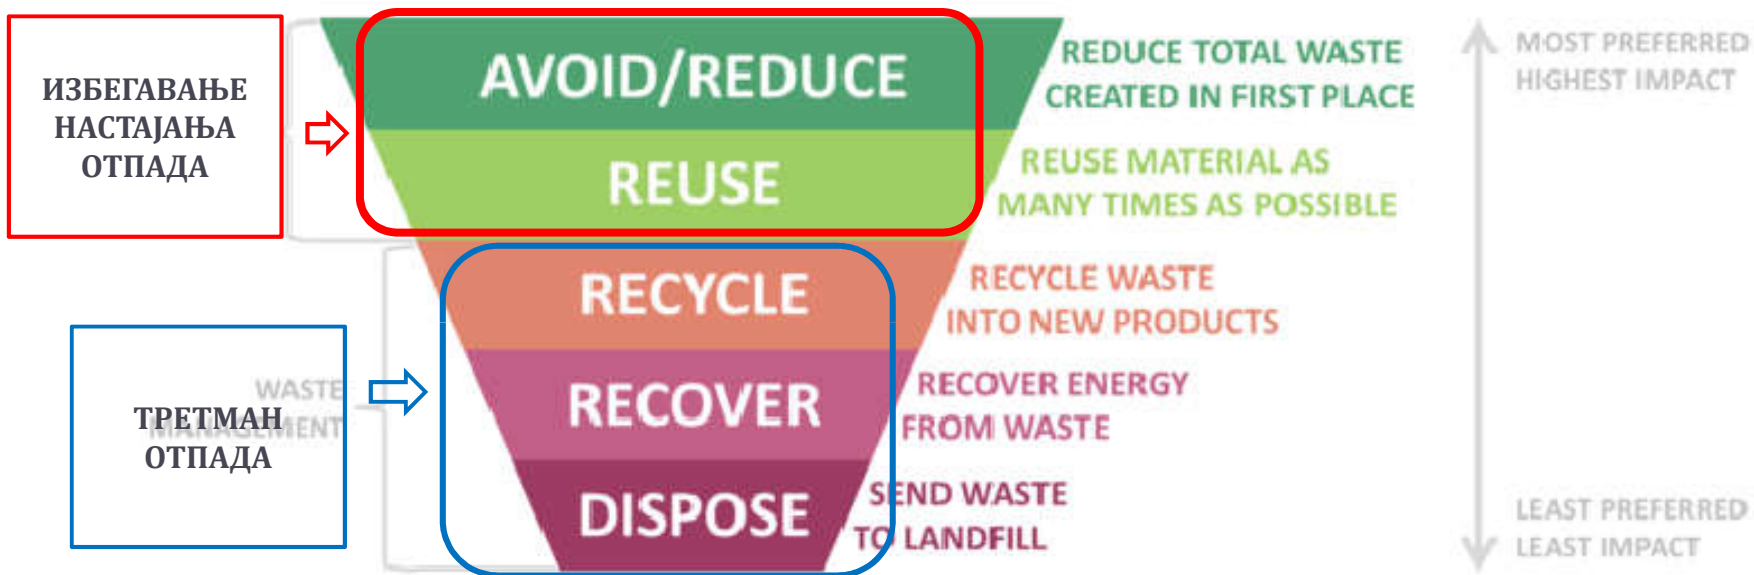 ИЗБЕГАВАЊЕ
НАСТАЈАЊА
ОТПАДА
AVOID/REDUCE
REDUCE TOTAL WASTE
CREATED IN FIRST PLACE
MOST PREFERRED
HIGHEST IMPACT
REUSE
REUSE MATERIAL AS
MANY TIMES AS POSSIBLE
RECYCLE
RECYCLE WASTE
INTO NEW PRODUCTS
WASTE
MANAGEMENT
ТРЕТМАН
ОТПАДА
RECOVER
RECOVER ENERGY
FROM WASTE
DISPOSE
SEND WASTE
TO LANDFILL
LEAST PREFERRED
LEAST IMPACT